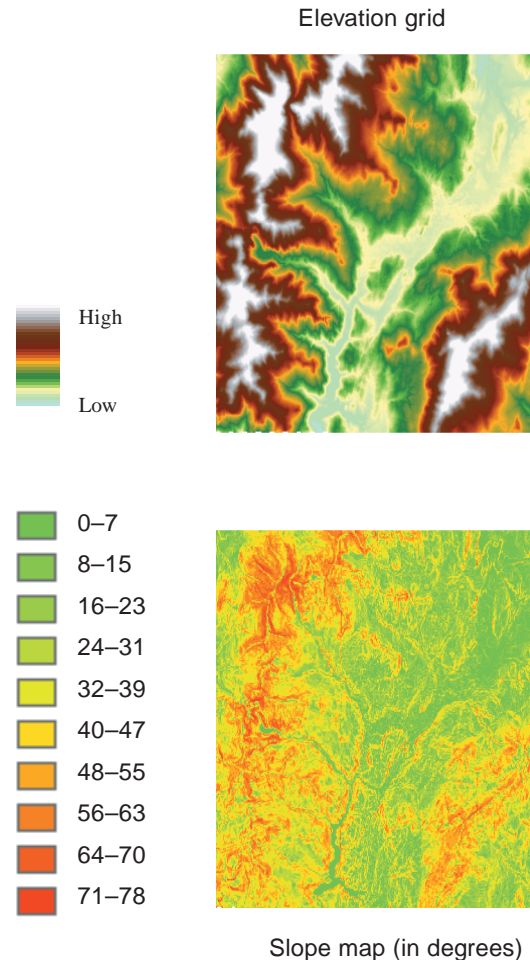 Elevation grid
High
Low
0–7
8–15
16–23
24–31
32–39
40–47
48–55
56–63
64–70
71–78
Slope map (in degrees)